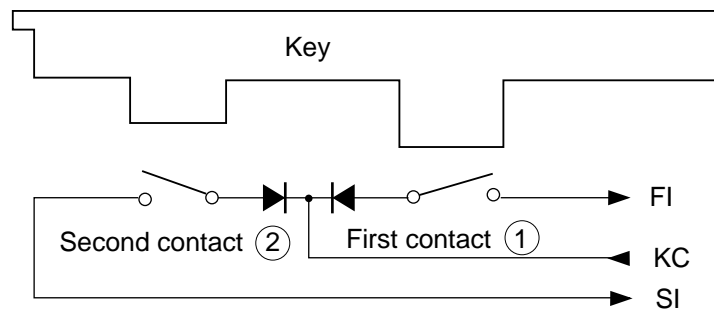 Key
FI
Second contact ②
First contact ①
KC
SI